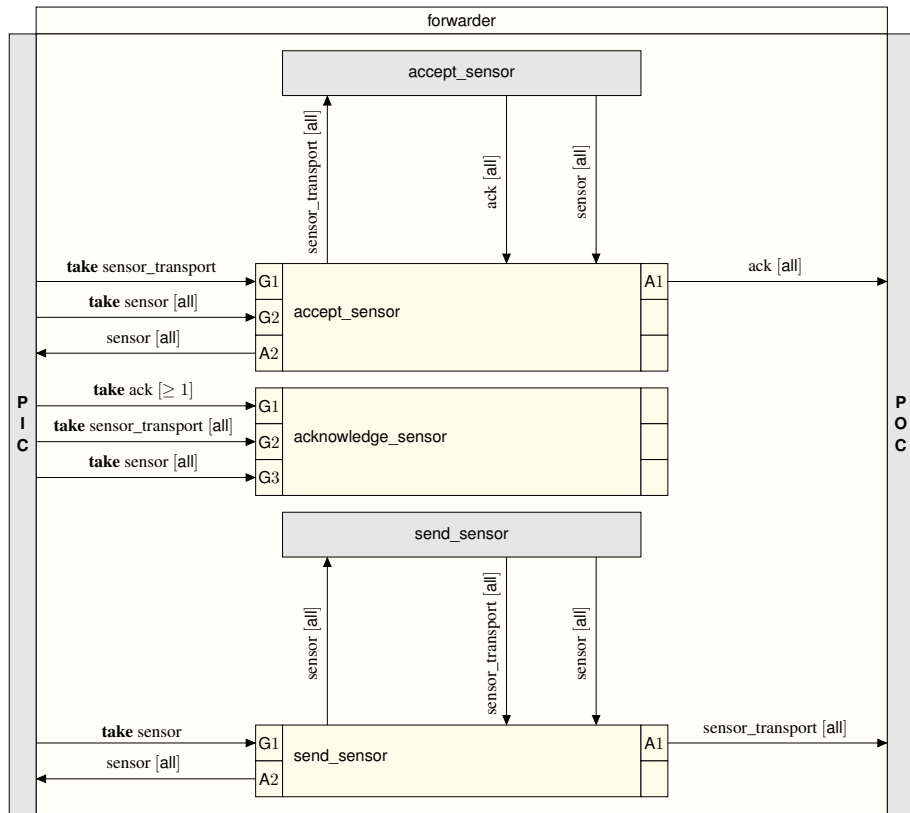 forwarder
accept_sensor
sensor_transport [all]
ack [all]
sensor [all]
take sensor_transport
G1
A1
ack [all]
take sensor [all]
G2
accept_sensor
sensor [all]
A2
take ack [≥ 1]
G1
take sensor_transport [all]
G2
acknowledge_sensor
take sensor [all]
G3
P
I
C
P
O
C
send_sensor
sensor [all]
sensor_transport [all]
sensor [all]
take sensor
G1
send_sensor
A1
sensor_transport [all]
sensor [all]
A2